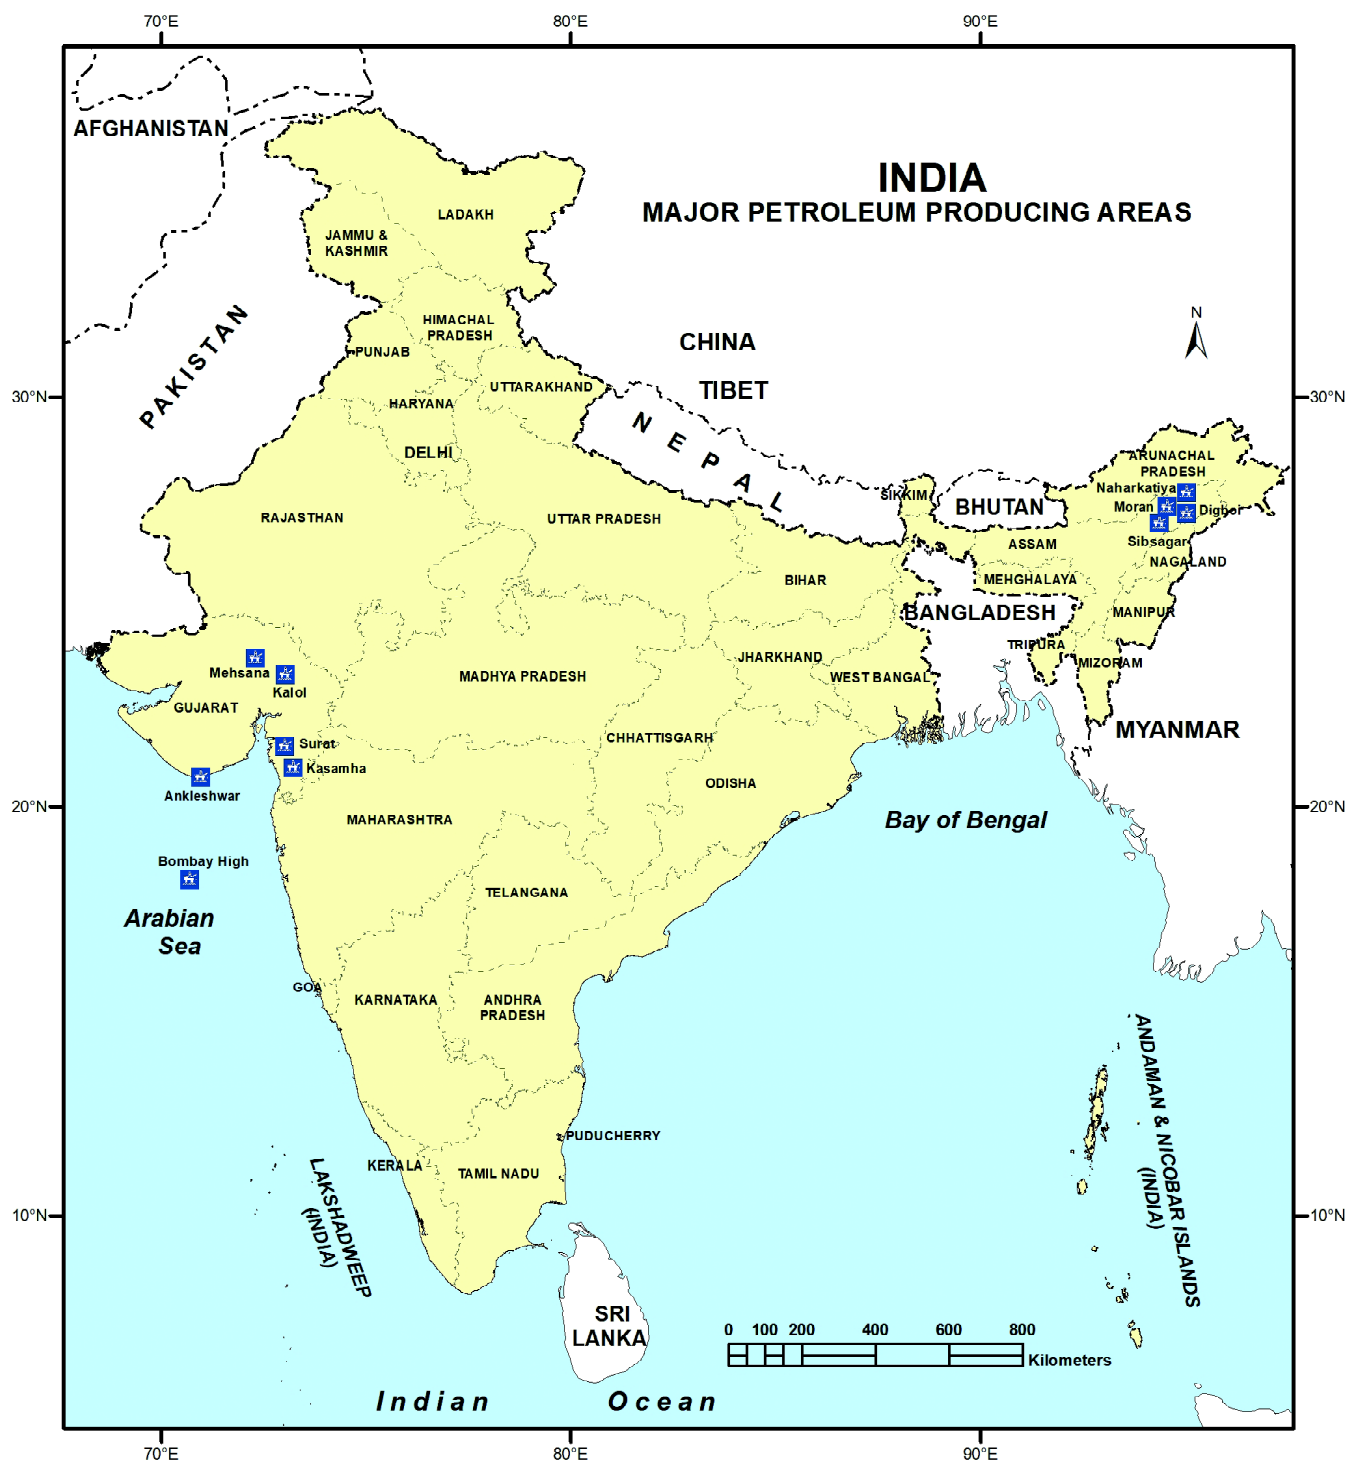 70°E
80°E
90°E
AFGHANISTAN
INDIA
MAJOR PETROLEUM PRODUCING AREAS
LADAKH
JAMMU &
KASHMIR
PAKISTAN
HIMACHAL
PRADESH
N
CHINA
PUNJAB
TIBET
UTTARAKHAND
30°N
30°N
HARYANA
NEPAL
DELHI
ARUNACHAL
PRADESH
Naharkatiya
SIKKIM
BHUTAN
Moran
Digboi
RAJASTHAN
UTTAR PRADESH
Sibsagar
ASSAM
NAGALAND
BIHAR
MEHGHALAYA
BANGLADESH
MANIPUR
TRIPURA
JHARKHAND
MIZORAM
Mehsana
MADHYA PRADESH
WEST BENGAL
Kalol
GUJARAT
MYANMAR
Surat
CHHATTISGARH
Kasamha
ODISHA
Ankleshwar
20°N
20°N
MAHARASHTRA
Bay of Bengal
Bombay High
TELANGANA
Arabian
Sea
GOA
KARNATAKA
ANDHRA
PRADESH
ANDAMAN & NICOBAR ISLANDS
(INDIA)
PUDUCHERRY
KERALA
TAMIL NADU
LAKSHADWEEP
(INDIA)
10°N
10°N
SRI
LANKA
0 100 200 400 600 800
Kilometers
Indian Ocean
70°E
80°E
90°E